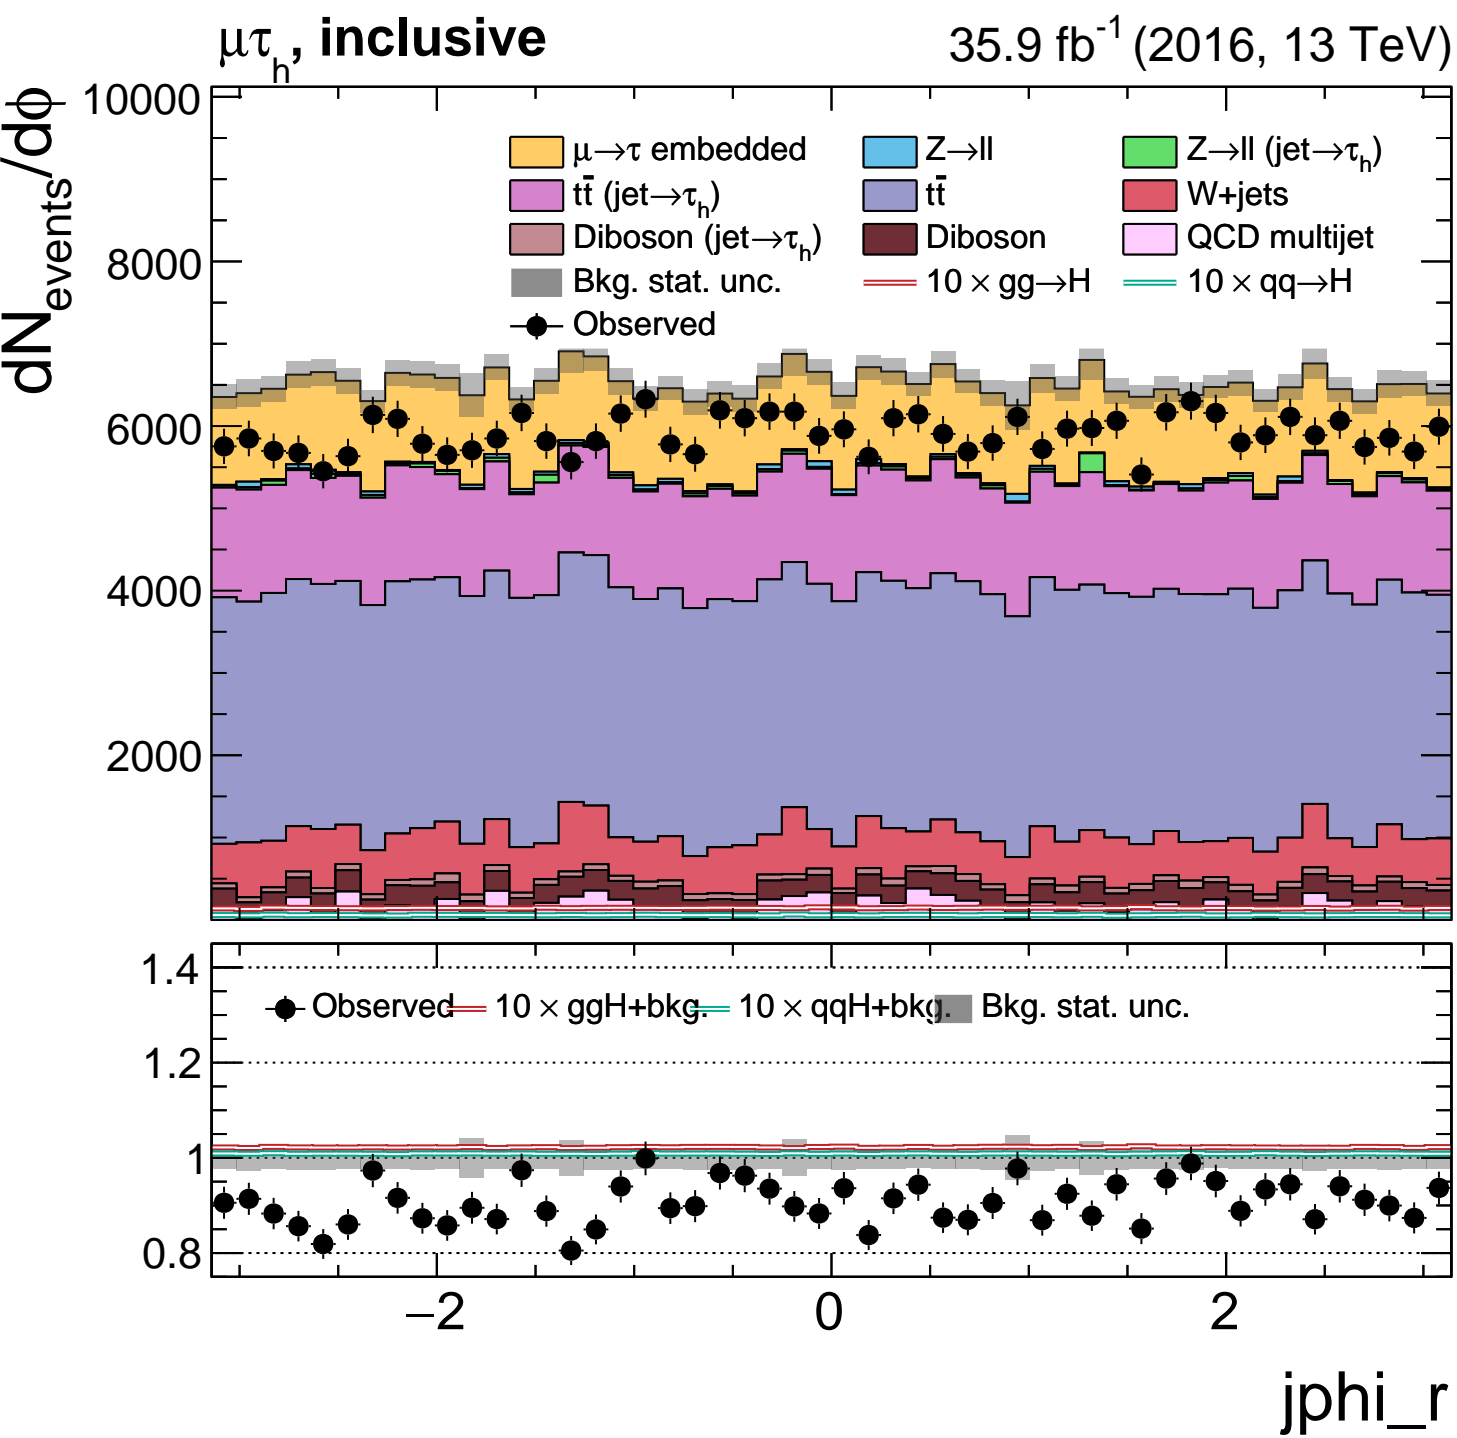 μτh, inclusive
35.9 fb-1 (2016, 13 TeV)
dNevents/dϕ
10000
8000
6000
4000
2000
μ→τ embedded
Z→ll
Z→ll (jet→τh)
tt̄ (jet→τh)
tt̄
W+jets
Diboson (jet→τh)
Diboson
QCD multijet
Bkg. stat. unc.
10 × gg→H
10 × qq→H
Observed
1.4
1.2
1
0.8
Observed
10 × ggH+bkg.
10 × qqH+bkg.
Bkg. stat. unc.
−2
0
2
jphi_r